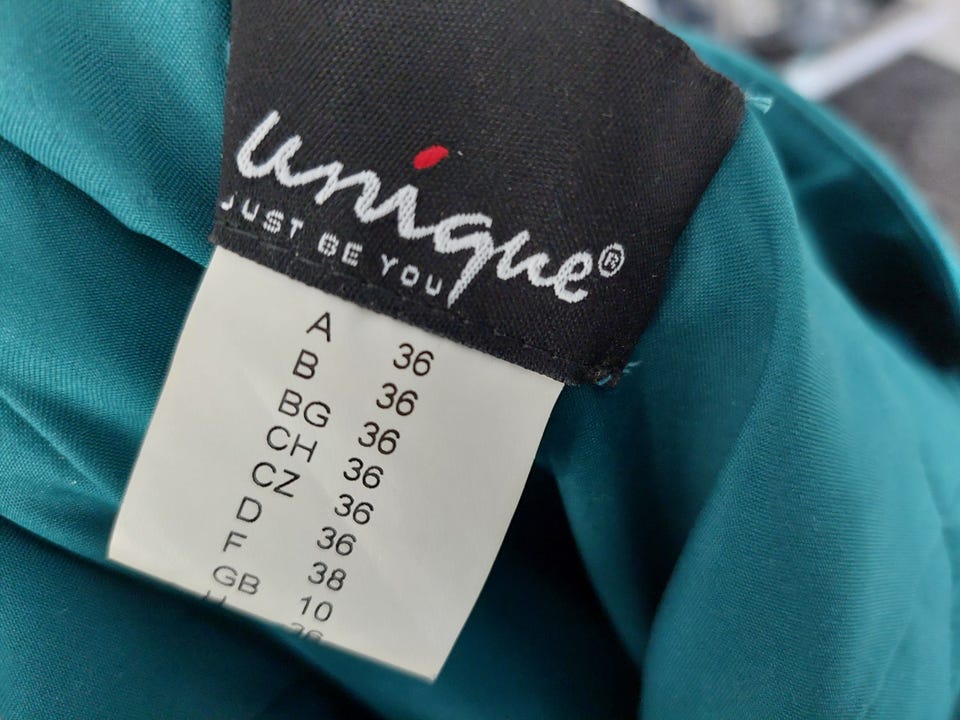 unique®
JUST BE YOU
A 36
B 36
BG 36
CH 36
CZ 36
D 36
F 38
GB 10